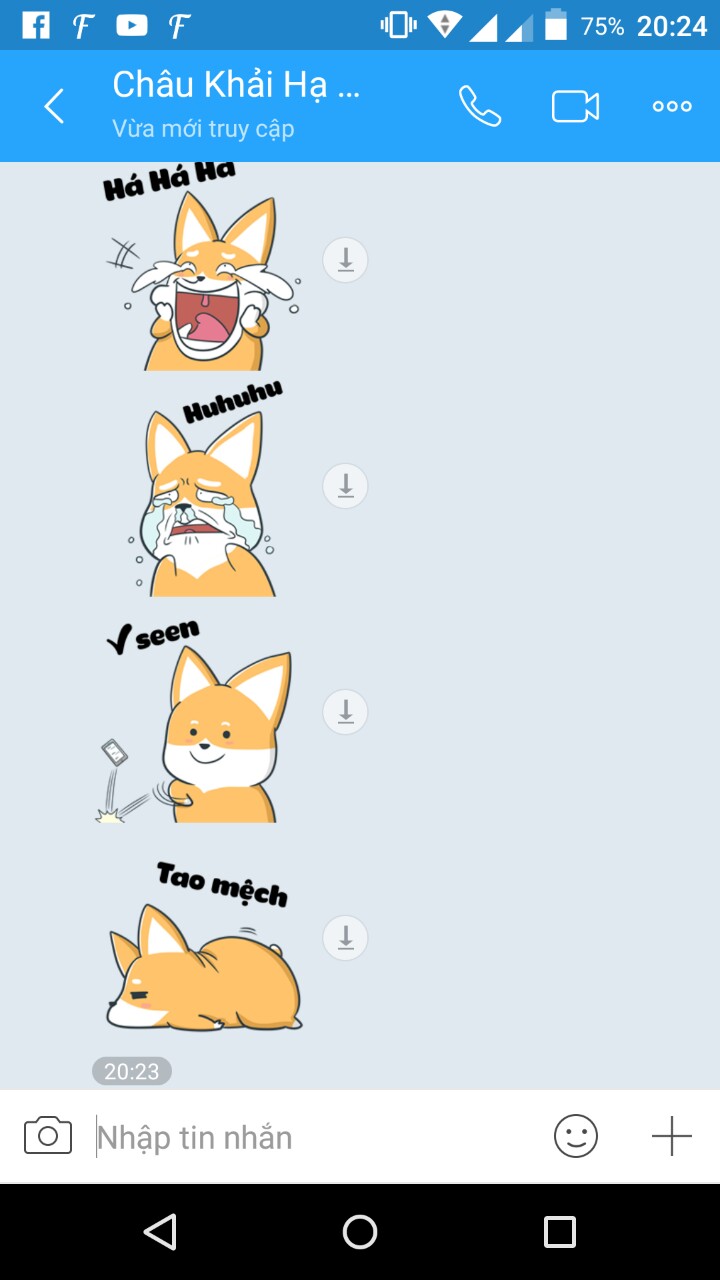 75% 20:24
Châu Khải Hạ ...
Vừa mới truy cập
Há Há Ha
Huhuhu
seen
Tao mệch
20:23
Nhập tin nhắn